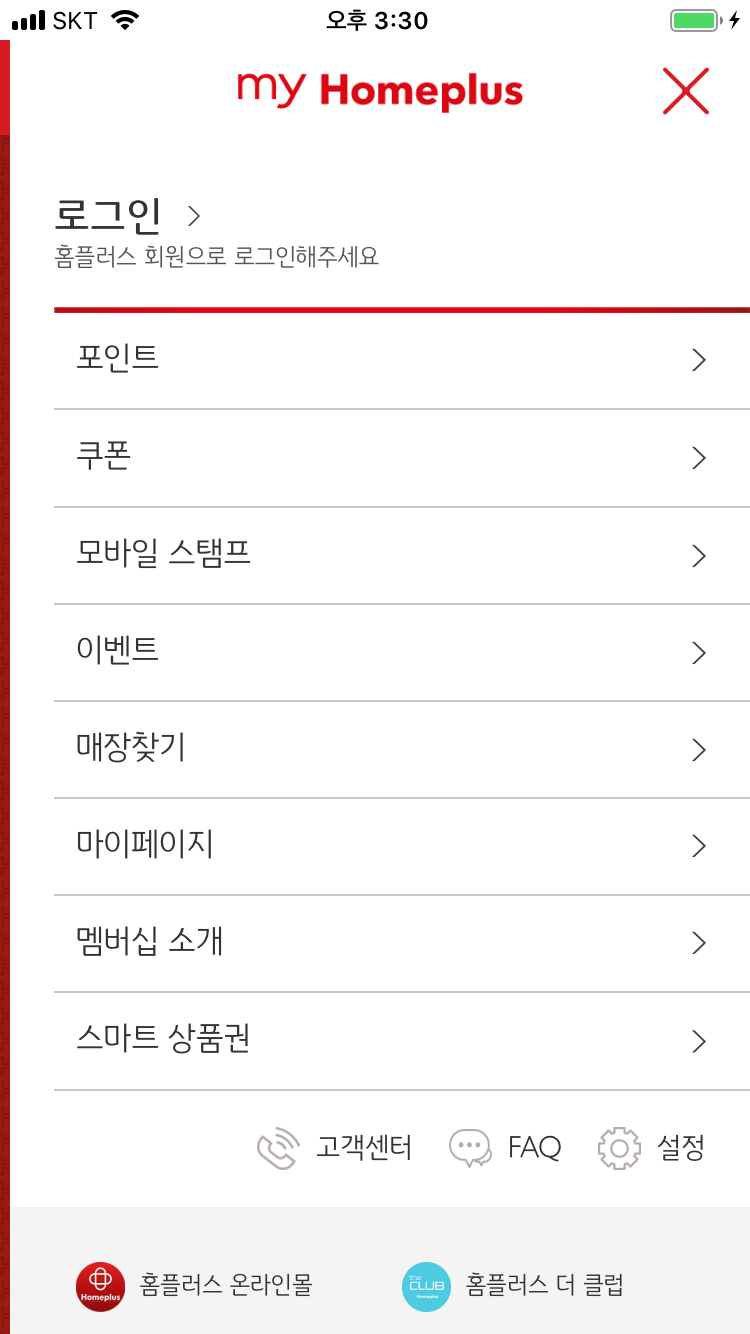 SKT 오후 3:30
my Homeplus
로그인
홈플러스 회원으로 로그인해주세요
포인트
쿠폰
모바일 스탬프
이벤트
매장찾기
마이페이지
멤버십 소개
스마트 상품권
고객센터 FAQ 설정
Homeplus 홈플러스 온라인몰
the CLUB Homeplus 홈플러스 더 클럽